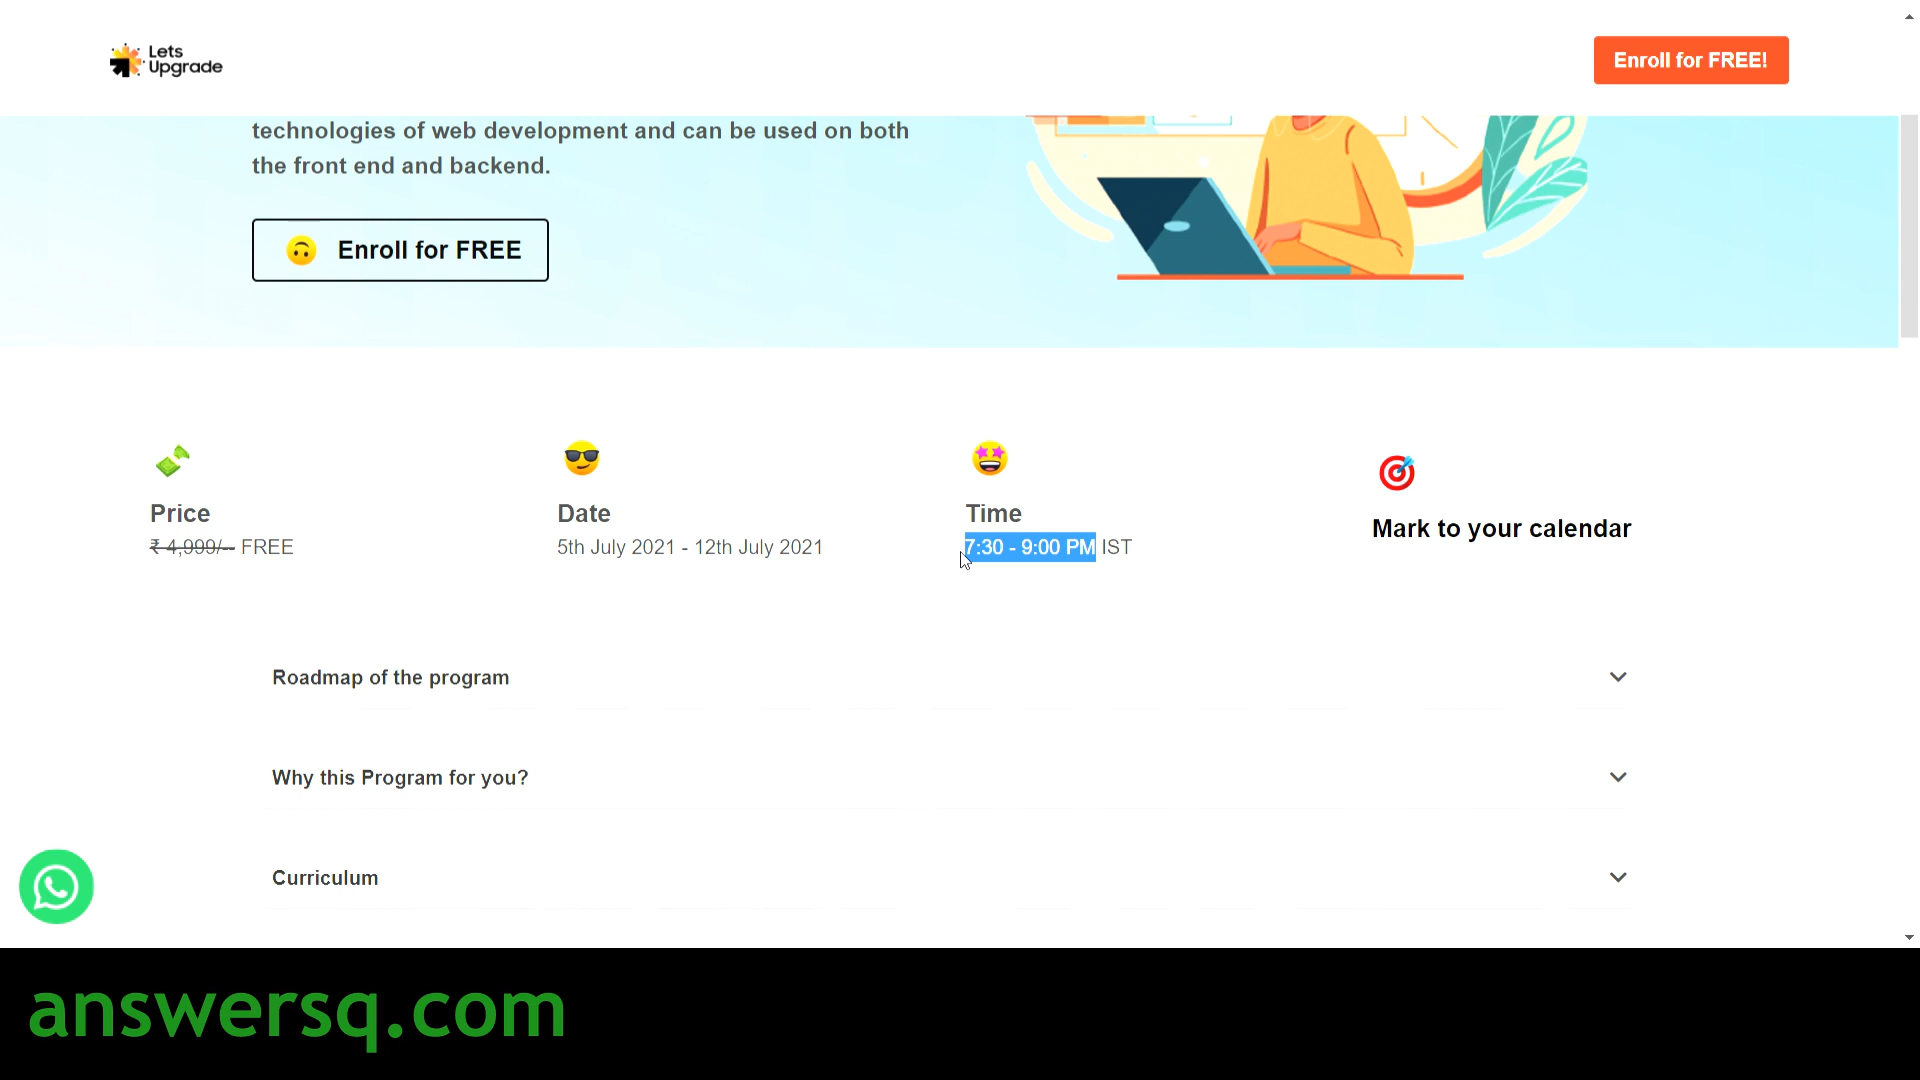 Lets
Upgrade
Enroll for FREE!
technologies of web development and can be used on both
the front end and backend.
Enroll for FREE
Price
₹ 4,999/-- FREE
Date
5th July 2021 - 12th July 2021
Time
7:30 - 9:00 PM IST
Mark to your calendar
Roadmap of the program
Why this Program for you?
Curriculum
answersq.com